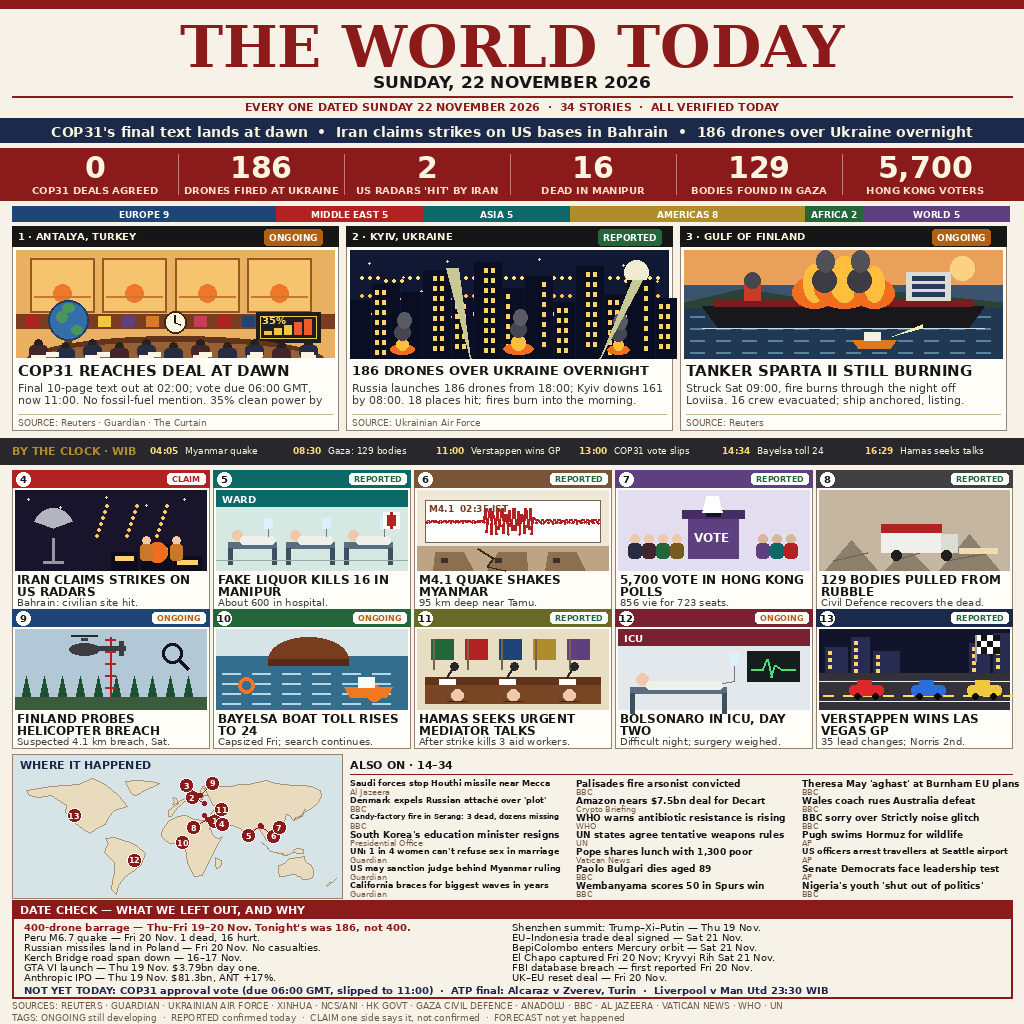 THE WORLD TODAY
SUNDAY, 22 NOVEMBER 2026
EVERY ONE DATED SUNDAY 22 NOVEMBER 2026 · 34 STORIES · ALL VERIFIED TODAY
COP31's final text lands at dawn • Iran claims strikes on US bases in Bahrain • 186 drones over Ukraine overnight
0 186 2 16 129 5,700
COP31 DEALS AGREED DRONES FIRED AT UKRAINE US RADARS 'HIT' BY IRAN DEAD IN MANIPUR BODIES FOUND IN GAZA HONG KONG VOTERS
EUROPE 9 MIDDLE EAST 5 ASIA 5 AMERICAS 8 AFRICA 2 WORLD 5
1 · ANTALYA, TURKEY ONGOING
35%
COP31 REACHES DEAL AT DAWN
Final 10-page text out at 02:00; vote due 06:00 GMT,
now 11:00. No fossil-fuel mention. 35% clean power by
SOURCE: Reuters · Guardian · The Curtain
2 · KYIV, UKRAINE REPORTED
186 DRONES OVER UKRAINE OVERNIGHT
Russia launches 186 drones from 18:00; Kyiv downs 161
by 08:00. 18 places hit; fires burn into the morning.
SOURCE: Ukrainian Air Force
3 · GULF OF FINLAND ONGOING
TANKER SPARTA II STILL BURNING
Struck Sat 09:00, fire burns through the night off
Loviisa. 16 crew evacuated; ship anchored, listing.
SOURCE: Reuters
BY THE CLOCK · WIB 04:05 Myanmar quake 08:30 Gaza: 129 bodies 11:00 Verstappen wins GP 13:00 COP31 vote slips 14:34 Bayelsa toll 24 16:29 Hamas seeks talks
4 CLAIM
IRAN CLAIMS STRIKES ON
US RADARS
Bahrain: civilian site hit.
5 REPORTED
WARD
FAKE LIQUOR KILLS 16 IN
MANIPUR
About 600 in hospital.
6 REPORTED
M4.1 02:35 IST
M4.1 QUAKE SHAKES
MYANMAR
95 km deep near Tamu.
7 REPORTED
VOTE
5,700 VOTE IN HONG KONG
POLLS
856 vie for 723 seats.
8 REPORTED
129 BODIES PULLED FROM
RUBBLE
Civil Defence recovers the dead.
9 ONGOING
FINLAND PROBES
HELICOPTER BREACH
Suspected 4.1 km breach, Sat.
10 ONGOING
BAYELSA BOAT TOLL RISES
TO 24
Capsized Fri; search continues.
11 REPORTED
HAMAS SEEKS URGENT
MEDIATOR TALKS
After strike kills 3 aid workers.
12 ONGOING
ICU
BOLSONARO IN ICU, DAY
TWO
Difficult night; surgery weighed.
13 REPORTED
VERSTAPPEN WINS LAS
VEGAS GP
35 lead changes; Norris 2nd.
WHERE IT HAPPENED
3 9 2 13 11 8 4 5 7 6 10 12
ALSO ON · 14–34
Saudi forces stop Houthi missile near Mecca
Al Jazeera
Denmark expels Russian attaché over 'plot'
BBC
Candy-factory fire in Serang: 3 dead, dozens missing
BBC
South Korea's education minister resigns
Presidential Office
UN: 1 in 4 women can't refuse sex in marriage
Guardian
US may sanction judge behind Myanmar ruling
Guardian
California braces for biggest waves in years
Guardian
Palisades fire arsonist convicted
BBC
Amazon nears $7.5bn deal for Decart
Crypto Briefing
WHO warns antibiotic resistance is rising
WHO
UN states agree tentative weapons rules
UN
Pope shares lunch with 1,300 poor
Vatican News
Paolo Bulgari dies aged 89
BBC
Wembanyama scores 50 in Spurs win
BBC
Theresa May 'aghast' at Burnham EU plans
BBC
Wales coach rues Australia defeat
BBC
BBC sorry over Strictly noise glitch
BBC
Pugh swims Hormuz for wildlife
AP
US officers arrest travellers at Seattle airport
AP
Senate Democrats face leadership test
AP
Nigeria's youth 'shut out of politics'
BBC
DATE CHECK — WHAT WE LEFT OUT, AND WHY
400-drone barrage — Thu–Fri 19–20 Nov. Tonight's was 186, not 400.
Peru M6.7 quake — Fri 20 Nov. 1 dead, 16 hurt.
Russian missiles land in Poland — Fri 20 Nov. No casualties.
Kerch Bridge road span down — 16–17 Nov.
GTA VI launch — Thu 19 Nov. $3.79bn day one.
Anthropic IPO — Thu 19 Nov. $81.3bn, ANT +17%.
Shenzhen summit: Trump–Xi–Putin — Thu 19 Nov.
EU–Indonesia trade deal signed — Sat 21 Nov.
BepiColombo enters Mercury orbit — Sat 21 Nov.
El Chapo captured Fri 20 Nov; Kryvyi Rih Sat 21 Nov.
FBI database breach — first reported Fri 20 Nov.
UK–EU reset deal — Fri 20 Nov.
NOT YET TODAY: COP31 approval vote (due 06:00 GMT, slipped to 11:00) · ATP final: Alcaraz v Zverev, Turin · Liverpool v Man Utd 23:30 WIB
SOURCES: REUTERS · GUARDIAN · UKRAINIAN AIR FORCE · XINHUA · NCS/ANI · HK GOVT · GAZA CIVIL DEFENCE · ANADOLU · BBC · AL JAZEERA · VATICAN NEWS · WHO · UN
TAGS: ONGOING still developing · REPORTED confirmed today · CLAIM one side says it, not confirmed · FORECAST not yet happened